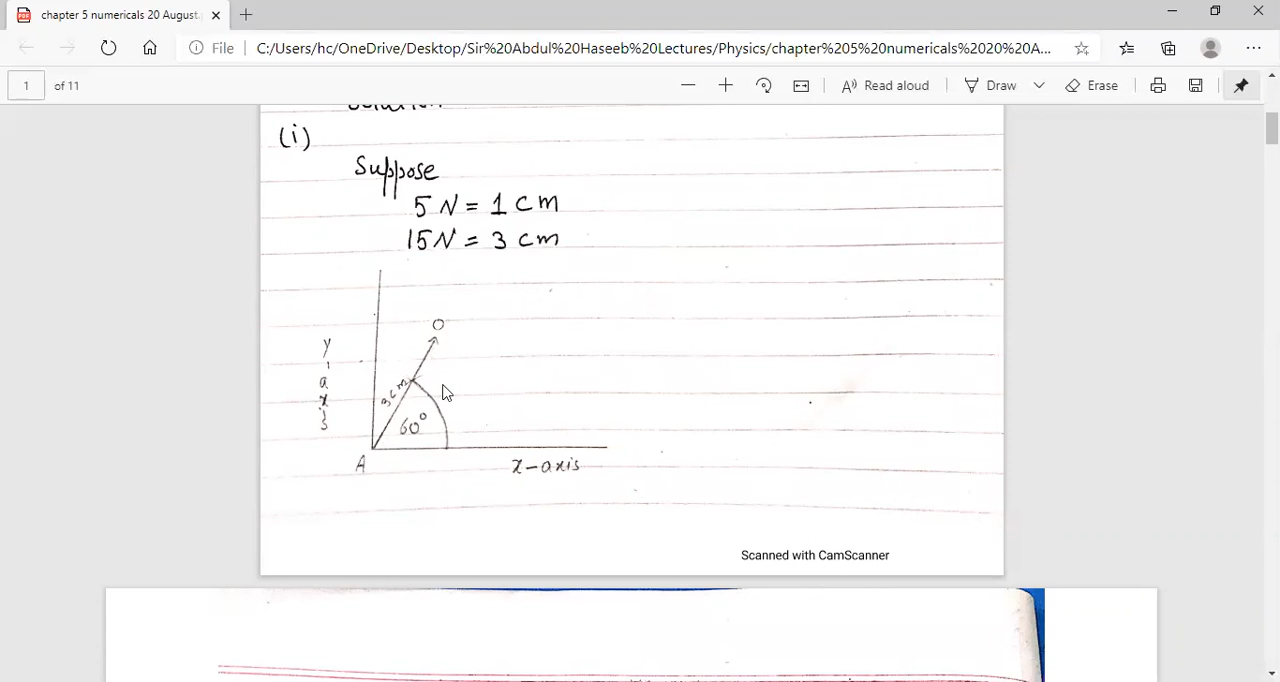 chapter 5 numericals 20 August.
File
C:/Users/hc/OneDrive/Desktop/Sir%20Abdul%20Haseeb%20Lectures/Physics/chapter%205%20numericals%2020%20A...
1 of 11
Read aloud
Draw
Erase
Solution
(i)
Suppose
5 N = 1 cm
15 N = 3 cm
O
y-axis
3 cm
60°
A
x-axis
Scanned with CamScanner